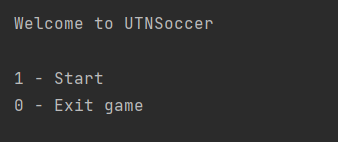 Welcome to UTNSoccer
1 - Start
0 - Exit game